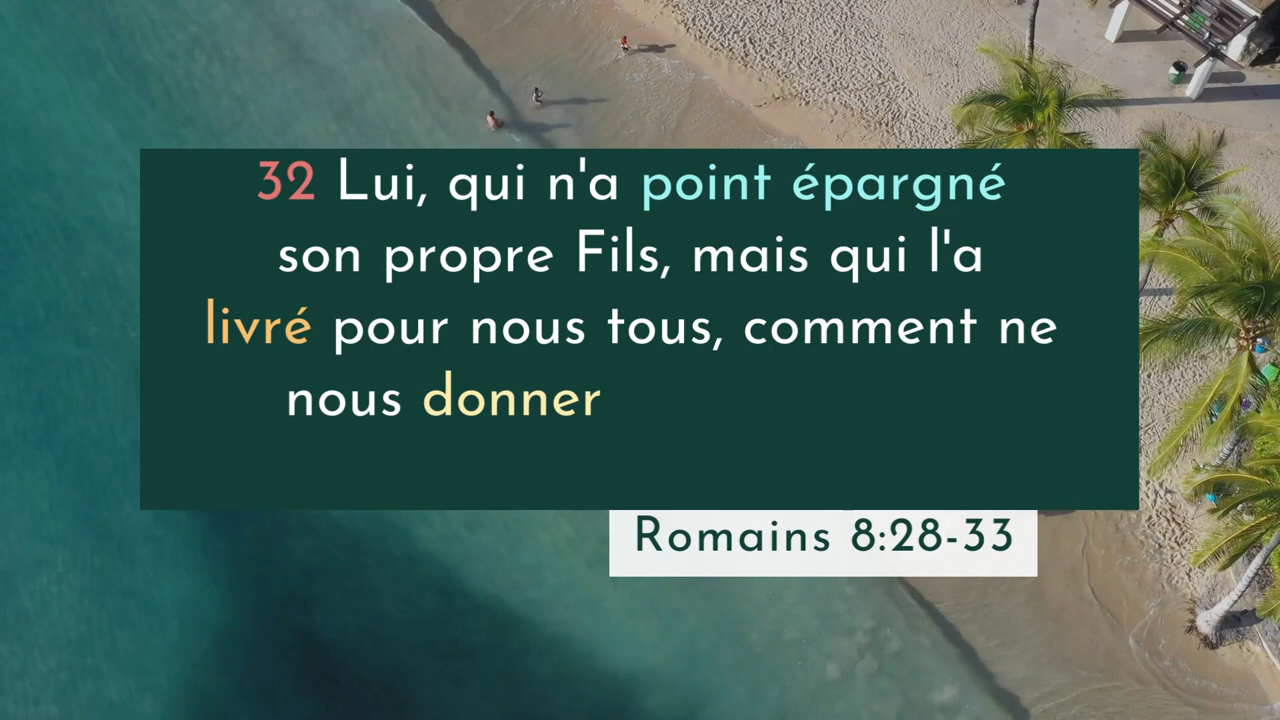 32 Lui, qui n'a point épargné
son propre Fils, mais qui l'a
livré pour nous tous, comment ne
nous donner
Romains 8:28-33